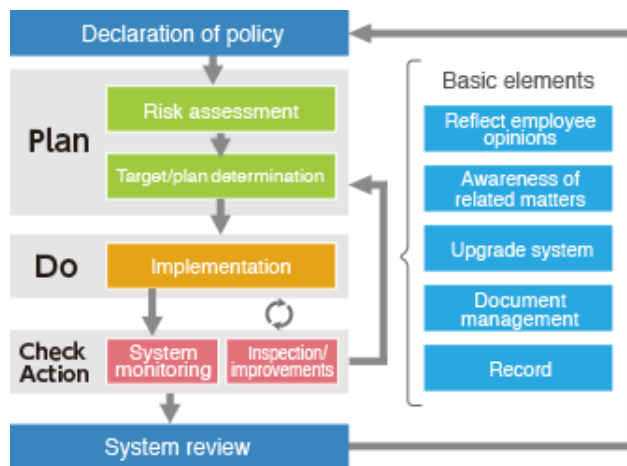 Declaration of policy
Plan
Risk assessment
Target/plan determination
Do
Implementation
Check
Action
System
monitoring
Inspection/
improvements
System review
Basic elements
Reflect employee
opinions
Awareness of
related matters
Upgrade system
Document
management
Record